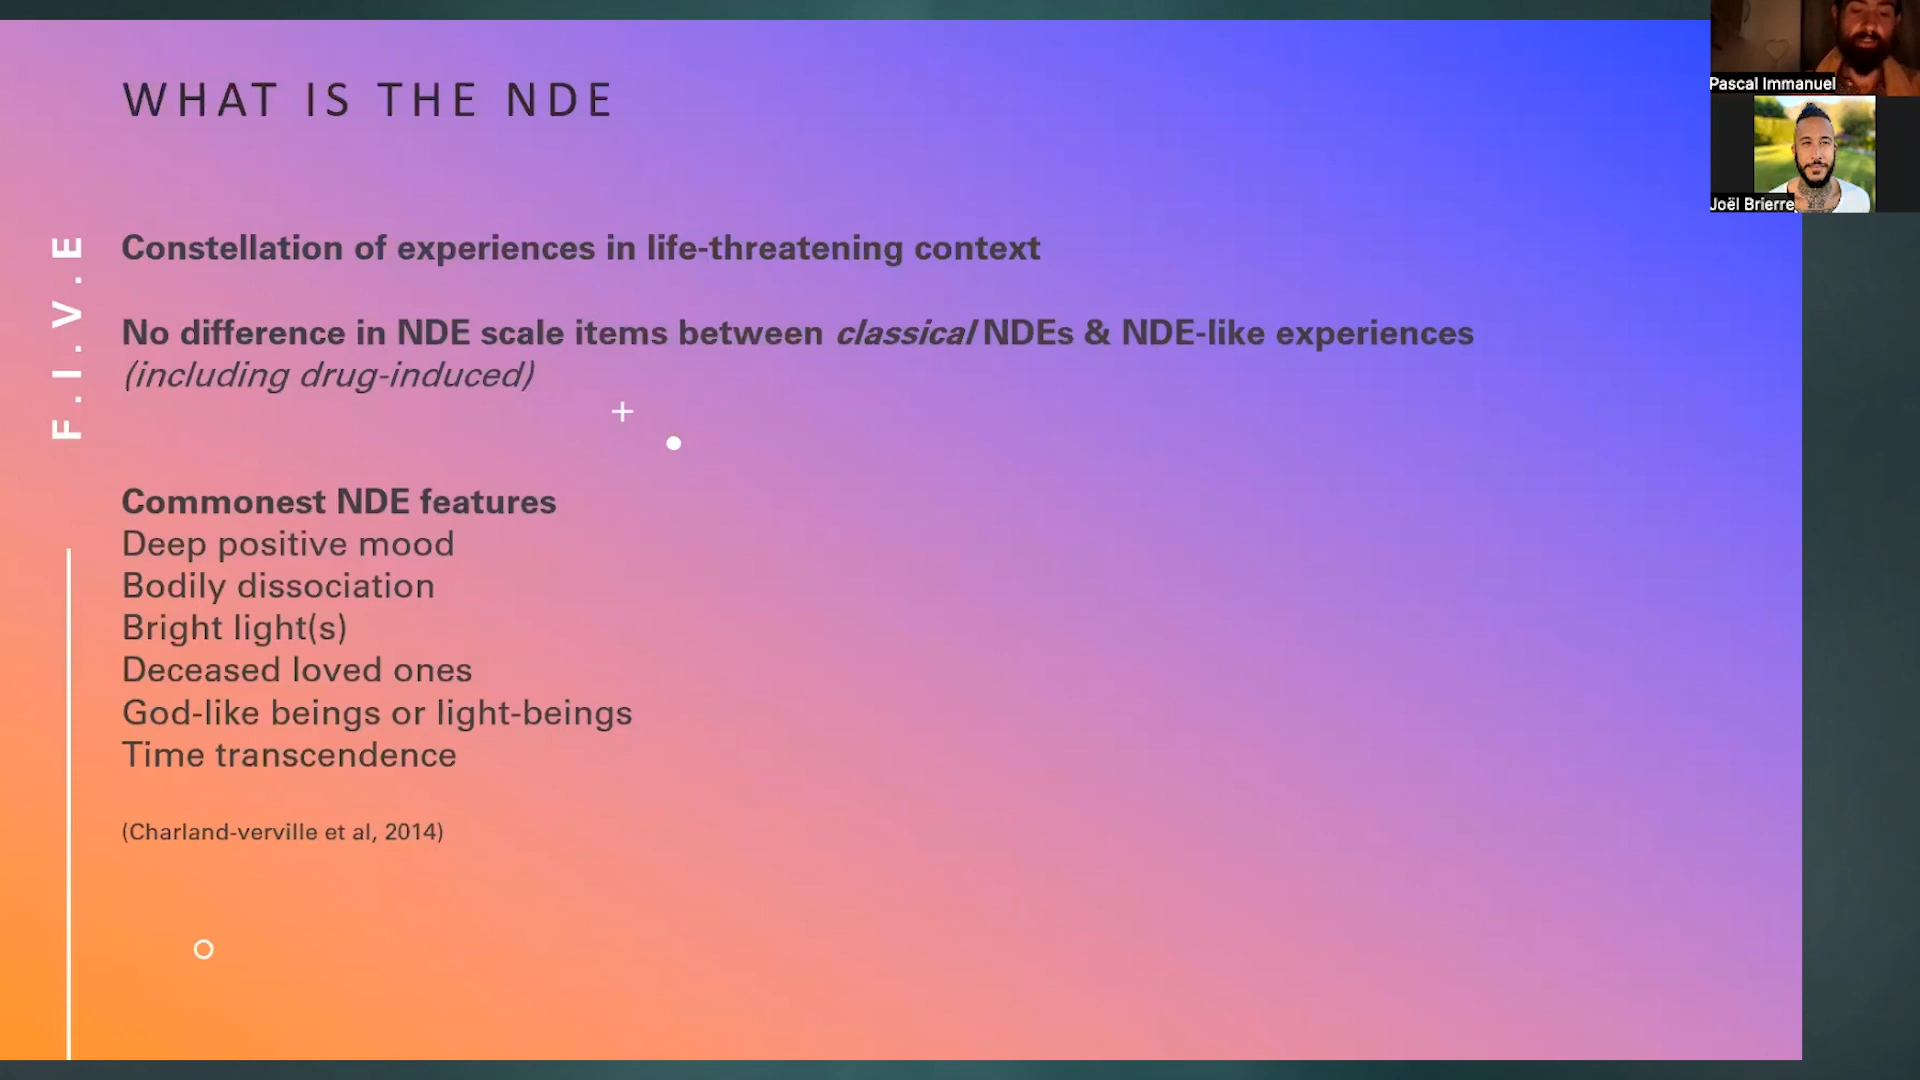 WHAT IS THE NDE
F.I.V.E
Constellation of experiences in life-threatening context
No difference in NDE scale items between classical NDEs & NDE-like experiences
(including drug-induced)
Commonest NDE features
Deep positive mood
Bodily dissociation
Bright light(s)
Deceased loved ones
God-like beings or light-beings
Time transcendence
(Charland-verville et al, 2014)
Pascal Immanuel
Joël Brierre